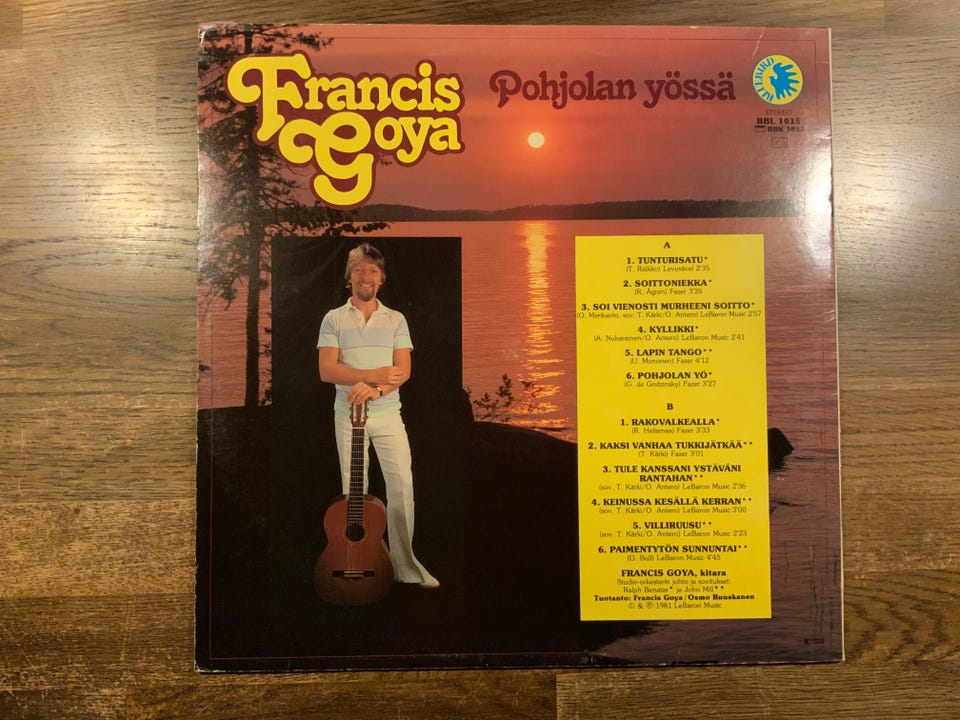 Francis
Goya
Pohjolan yössä
BLUEBIRD
STEREO
BBL 1015
BBK 1015
A
1. TUNTURISATU*
(T. Räikkö) Levysävel 2'35
2. SOITTONIEKKA*
(R. Ågren) Fazer 3'26
3. SOI VIENOSTI MURHEENI SOITTO*
(O. Merikanto, sov. T. Kärki/O. Antero) LeBaron Music 2'57
4. KYLLIKKI*
(A. Nukarainen/O. Antero) LeBaron Music 2'41
5. LAPIN TANGO**
(U. Mononen) Fazer 4'12
6. POHJOLAN YÖ*
(G. de Godzinsky) Fazer 3'27
B
1. RAKOVALKEALLA*
(R. Helismaa) Fazer 3'33
2. KAKSI VANHAA TUKKIJÄTKÄÄ**
(T. Kärki) Fazer 3'01
3. TULE KANSSANI YSTÄVÄNI
RANTAHAN**
(sov. T. Kärki/O. Antero) LeBaron Music 2'36
4. KEINUSSA KESÄLLÄ KERRAN**
(sov. T. Kärki/O. Antero) LeBaron Music 3'00
5. VILLIRUUSU**
(sov. T. Kärki/O. Antero) LeBaron Music 2'23
6. PAIMENTYTÖN SUNNUNTAI**
(O. Bull) LeBaron Music 4'45
FRANCIS GOYA, kitara
Studio-orkesterin johto ja sovitukset:
Ralph Benatar* ja John Mill**
Tuotanto: Francis Goya/Osmo Ruuskanen
© & ℗ 1981 LeBaron Music